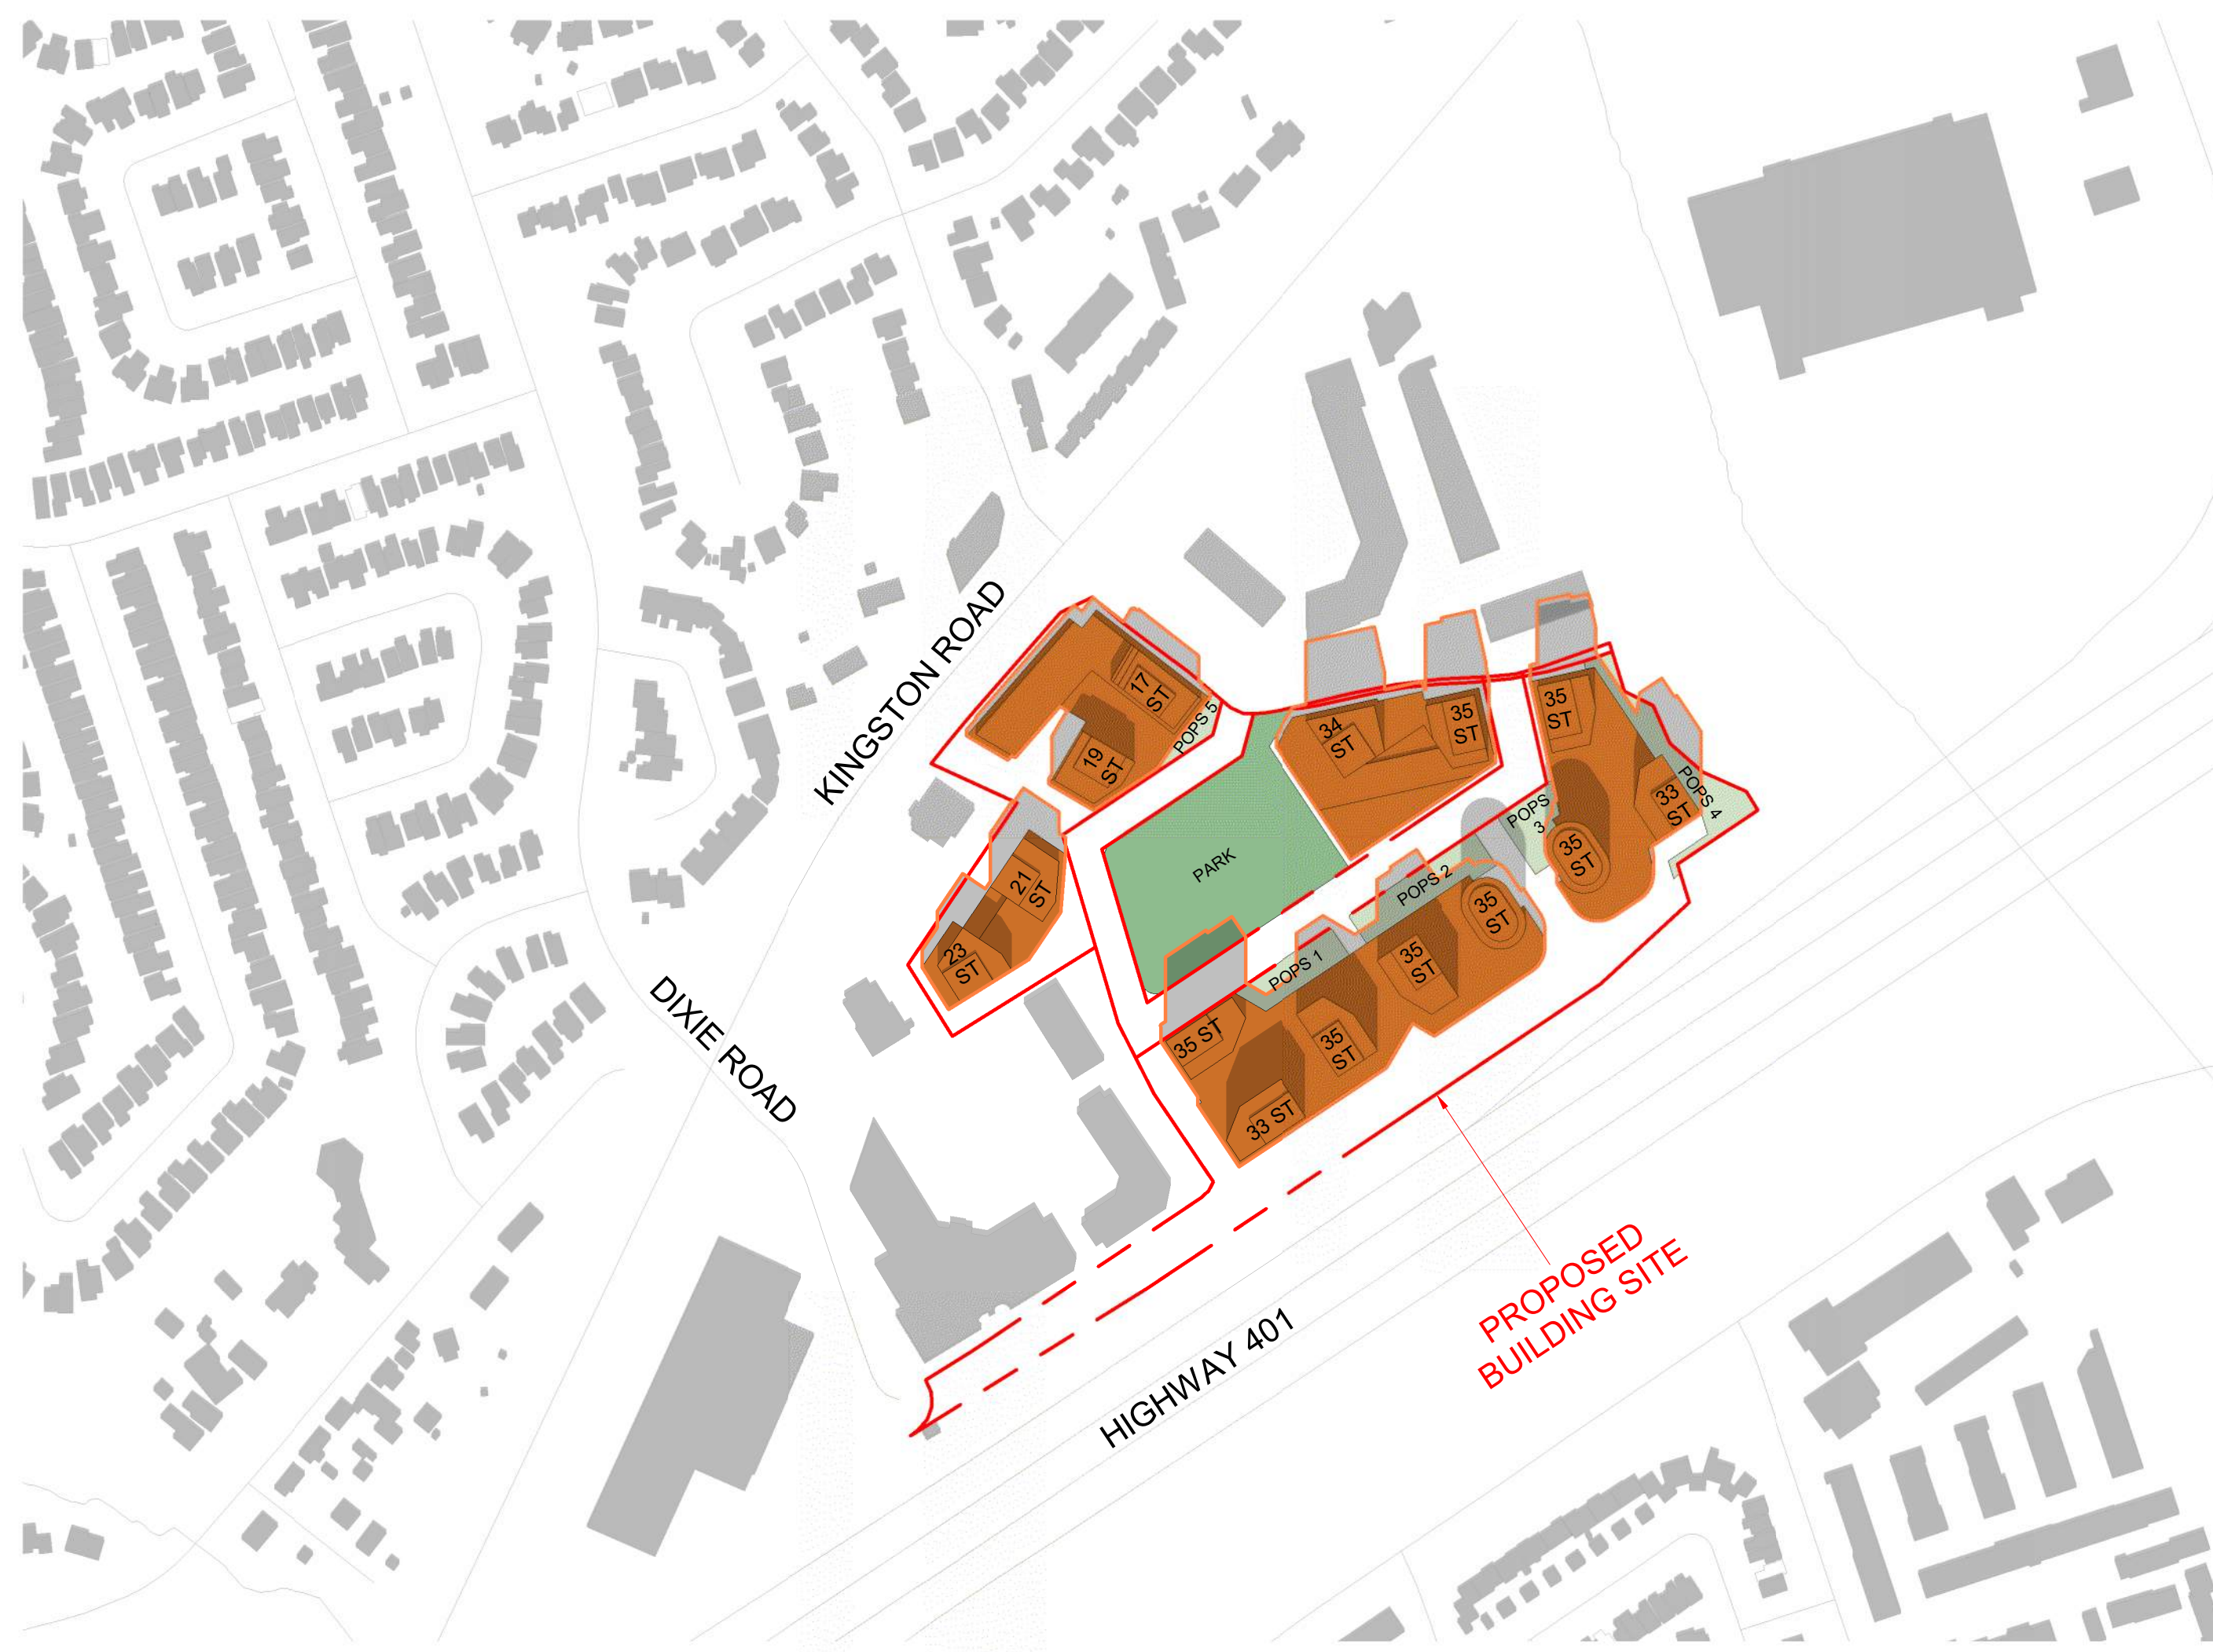 KINGSTON ROAD
17
ST
POPS 5
19
ST
34
ST
35
ST
35
ST
33
ST
POPS 4
POPS
3
35
ST
PARK
21
ST
23
ST
POPS 2
35
ST
35
ST
POPS 1
35 ST
35
ST
33 ST
DIXIE ROAD
HIGHWAY 401
PROPOSED
BUILDING SITE